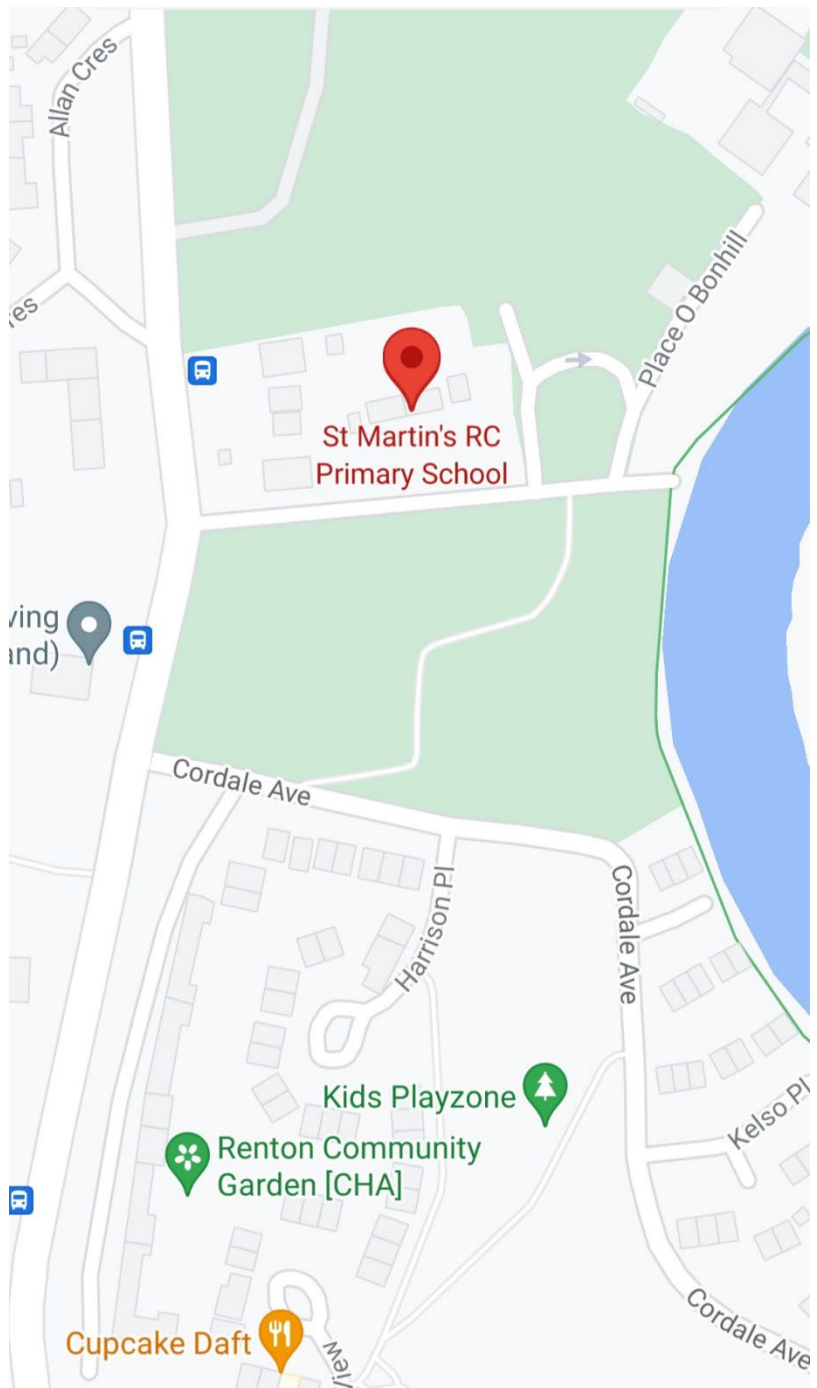 Allan Cres
Place O Bonhill
St Martin's RC
Primary School
Cordale Ave
Harrison Pl
Cordale Ave
Kids Playzone
Renton Community
Garden [CHA]
Kelso Pl
Cordale Ave
Cupcake Daft
View